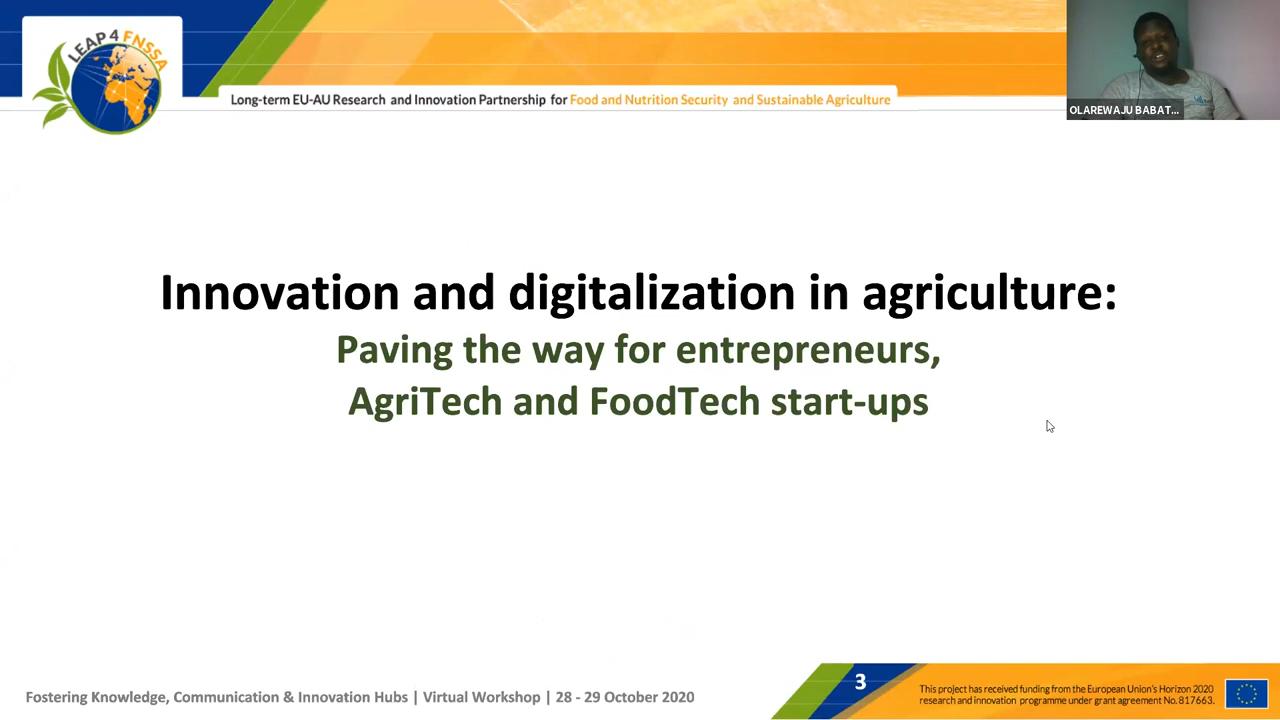 LEAP4FNSSA
Long-term EU-AU Research and Innovation Partnership for Food and Nutrition Security and Sustainable Agriculture
OLAREWAJU BABAT...
Innovation and digitalization in agriculture:
Paving the way for entrepreneurs,
AgriTech and FoodTech start-ups
Fostering Knowledge, Communication & Innovation Hubs | Virtual Workshop | 28 - 29 October 2020
3
This project has received funding from the European Union's Horizon 2020
research and innovation programme under grant agreement No. 817663.